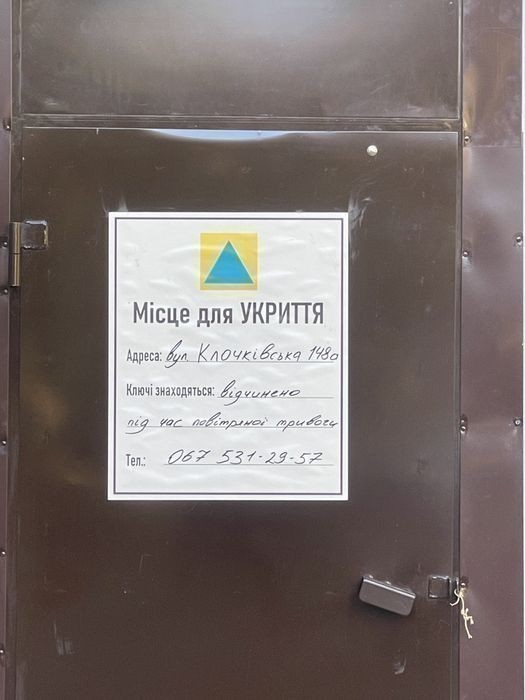 Місце для УКРИТТЯ
Адреса: вул. Клочківська 148а
Ключі знаходяться: відчинено
під час повітряної тривоги
Тел.: 067 531-29-57